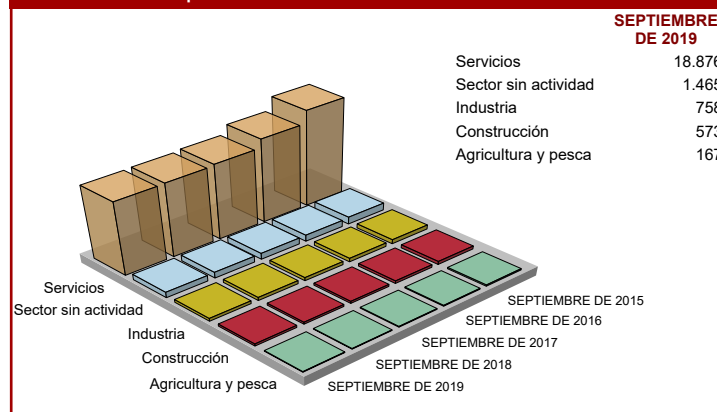 SEPTIEMBRE
DE 2019
Servicios 18.876
Sector sin actividad 1.465
Industria 758
Construcción 573
Agricultura y pesca 167
Servicios
Sector sin actividad
Industria
Construcción
Agricultura y pesca
SEPTIEMBRE DE 2015
SEPTIEMBRE DE 2016
SEPTIEMBRE DE 2017
SEPTIEMBRE DE 2018
SEPTIEMBRE DE 2019